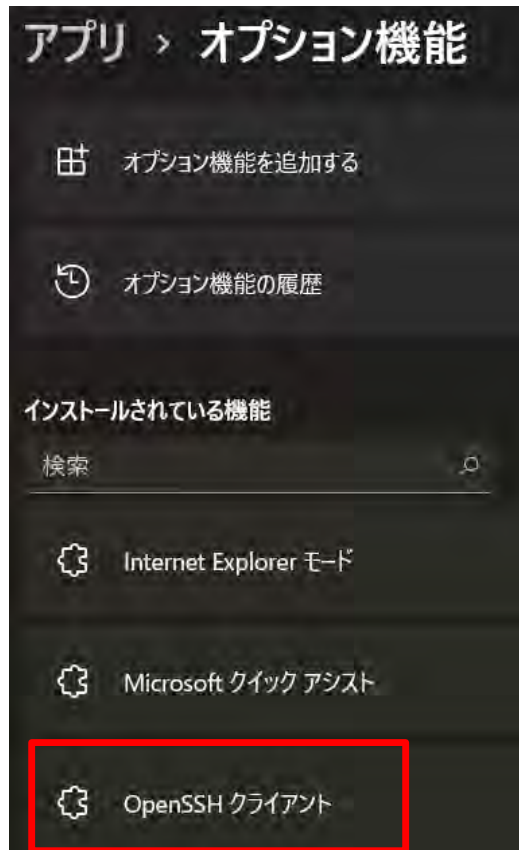 アプリ › オプション機能
オプション機能を追加する
オプション機能の履歴
インストールされている機能
検索
Internet Explorer モード
Microsoft クイック アシスト
OpenSSH クライアント